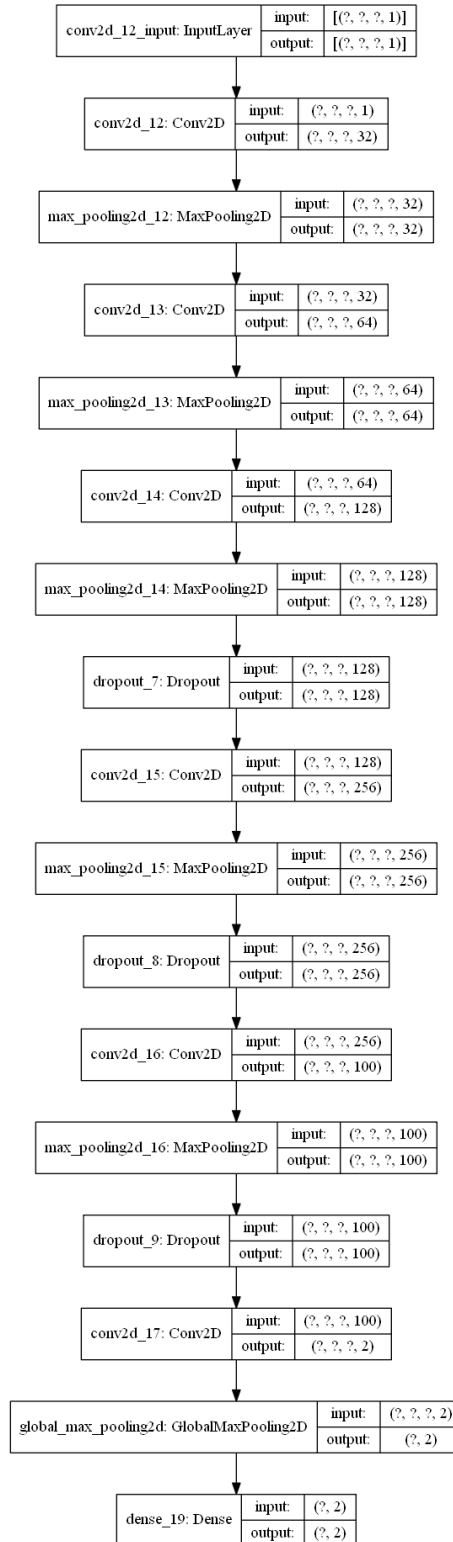 conv2d_12_input: InputLayer
input: [(?, ?, ?, 1)]
output: [(?, ?, ?, 1)]
conv2d_12: Conv2D
input: (?, ?, ?, 1)
output: (?, ?, ?, 32)
max_pooling2d_12: MaxPooling2D
input: (?, ?, ?, 32)
output: (?, ?, ?, 32)
conv2d_13: Conv2D
input: (?, ?, ?, 32)
output: (?, ?, ?, 64)
max_pooling2d_13: MaxPooling2D
input: (?, ?, ?, 64)
output: (?, ?, ?, 64)
conv2d_14: Conv2D
input: (?, ?, ?, 64)
output: (?, ?, ?, 128)
max_pooling2d_14: MaxPooling2D
input: (?, ?, ?, 128)
output: (?, ?, ?, 128)
dropout_7: Dropout
input: (?, ?, ?, 128)
output: (?, ?, ?, 128)
conv2d_15: Conv2D
input: (?, ?, ?, 128)
output: (?, ?, ?, 256)
max_pooling2d_15: MaxPooling2D
input: (?, ?, ?, 256)
output: (?, ?, ?, 256)
dropout_8: Dropout
input: (?, ?, ?, 256)
output: (?, ?, ?, 256)
conv2d_16: Conv2D
input: (?, ?, ?, 256)
output: (?, ?, ?, 100)
max_pooling2d_16: MaxPooling2D
input: (?, ?, ?, 100)
output: (?, ?, ?, 100)
dropout_9: Dropout
input: (?, ?, ?, 100)
output: (?, ?, ?, 100)
conv2d_17: Conv2D
input: (?, ?, ?, 100)
output: (?, ?, ?, 2)
global_max_pooling2d: GlobalMaxPooling2D
input: (?, ?, ?, 2)
output: (?, 2)
dense_19: Dense
input: (?, 2)
output: (?, 2)